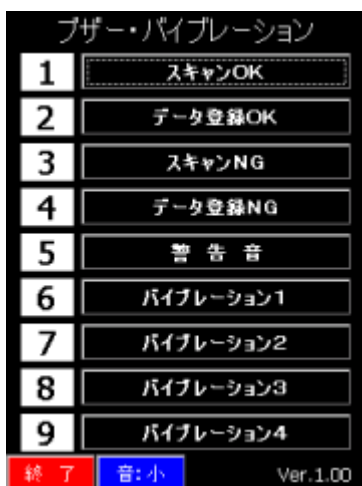 ブザー・バイブレーション
1 スキャンOK
2 データ登録OK
3 スキャンNG
4 データ登録NG
5 警 告 音
6 バイブレーション1
7 バイブレーション2
8 バイブレーション3
9 バイブレーション4
終 了 音:小 Ver.1.00